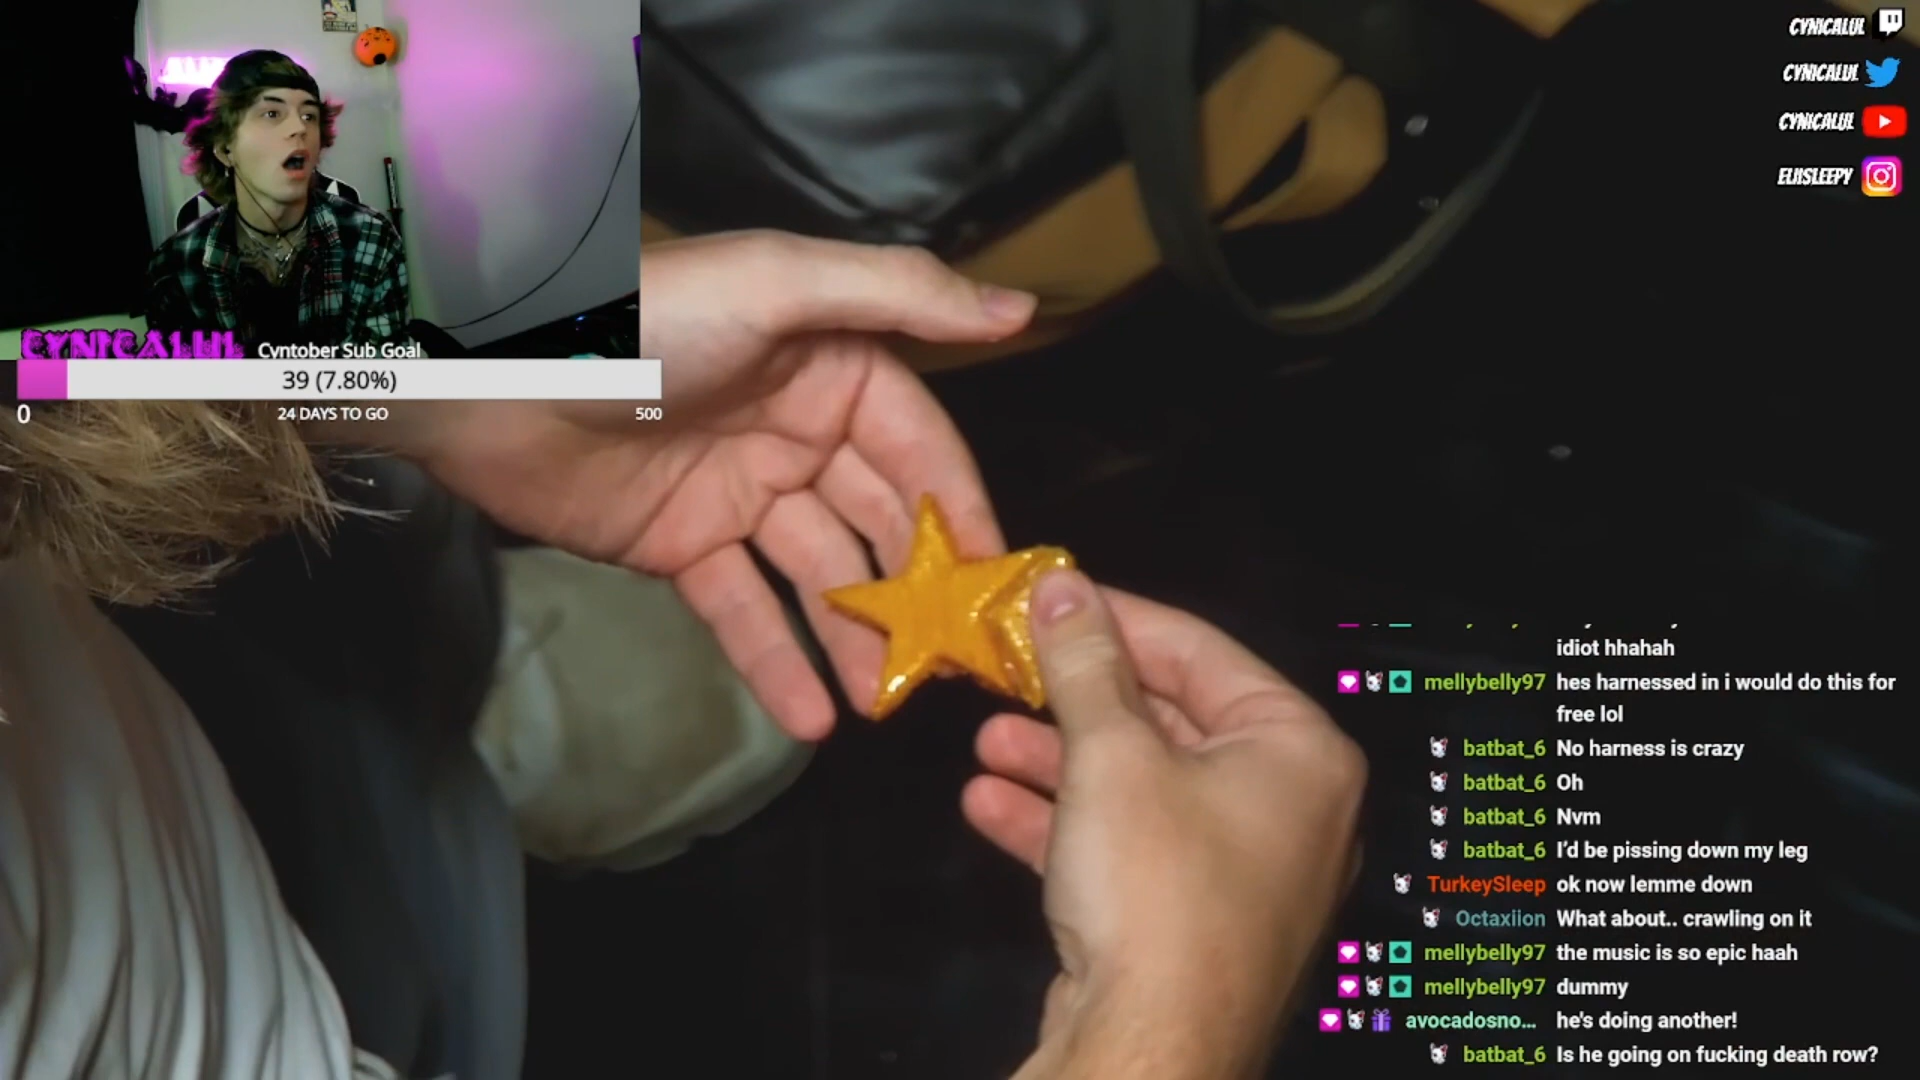 CYNICALUL
CYNICALUL
CYNICALUL
ELIISLEEPY
CYNICALUL
Cyntober Sub Goal
39 (7.80%)
0
24 DAYS TO GO
500
idiot hhahah
mellybelly97 hes harnessed in i would do this for
free lol
batbat_6 No harness is crazy
batbat_6 Oh
batbat_6 Nvm
batbat_6 I'd be pissing down my leg
TurkeySleep ok now lemme down
Octaxiion What about.. crawling on it
mellybelly97 the music is so epic haah
mellybelly97 dummy
avocadosno... he's doing another!
batbat_6 Is he going on fucking death row?